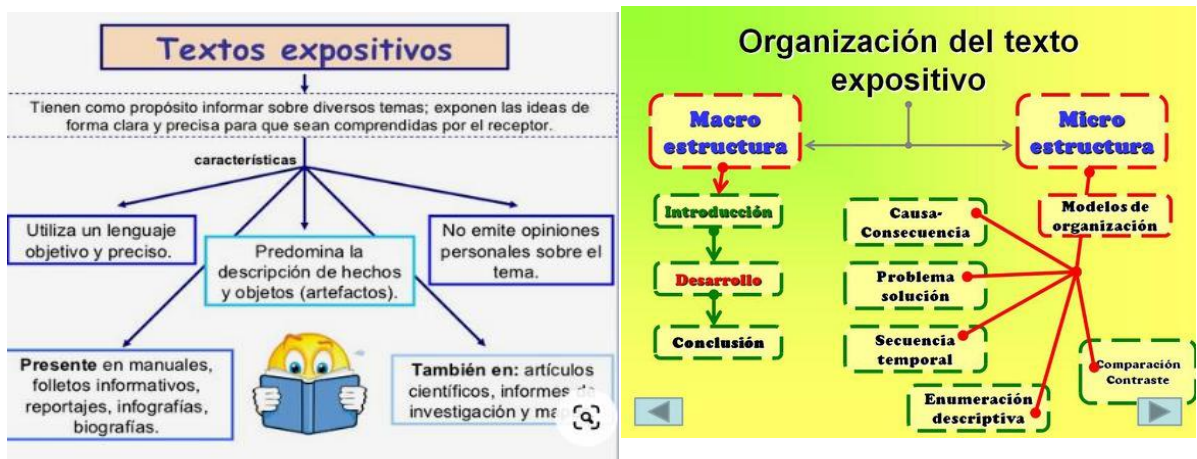 Textos expositivos
Tienen como propósito informar sobre diversos temas; exponen las ideas de
forma clara y precisa para que sean comprendidas por el receptor.
características
Utiliza un lenguaje
objetivo y preciso.
Predomina la
descripción de hechos
y objetos (artefactos).
No emite opiniones
personales sobre el
tema.
Presente en manuales,
folletos informativos,
reportajes, infografías,
biografías.
También en: artículos
científicos, informes de
investigación y
Organización del texto
expositivo
Macro
estructura
Micro
estructura
Introducción
Desarrollo
Conclusión
Modelos de
organización
Causa-
Consecuencia
Problema
solución
Secuencia
temporal
Enumeración
descriptiva
Comparación
Contraste